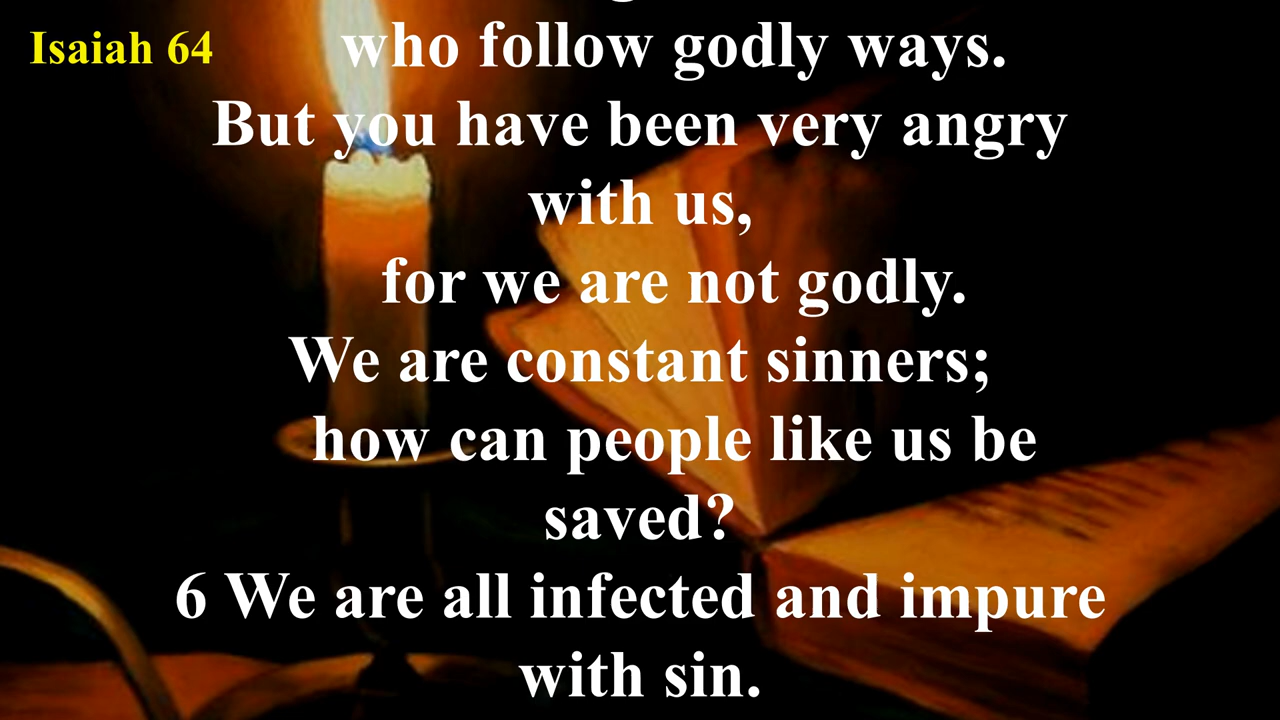 Isaiah 64
who follow godly ways.
But you have been very angry
with us,
for we are not godly.
We are constant sinners;
how can people like us be
saved?
6 We are all infected and impure
with sin.